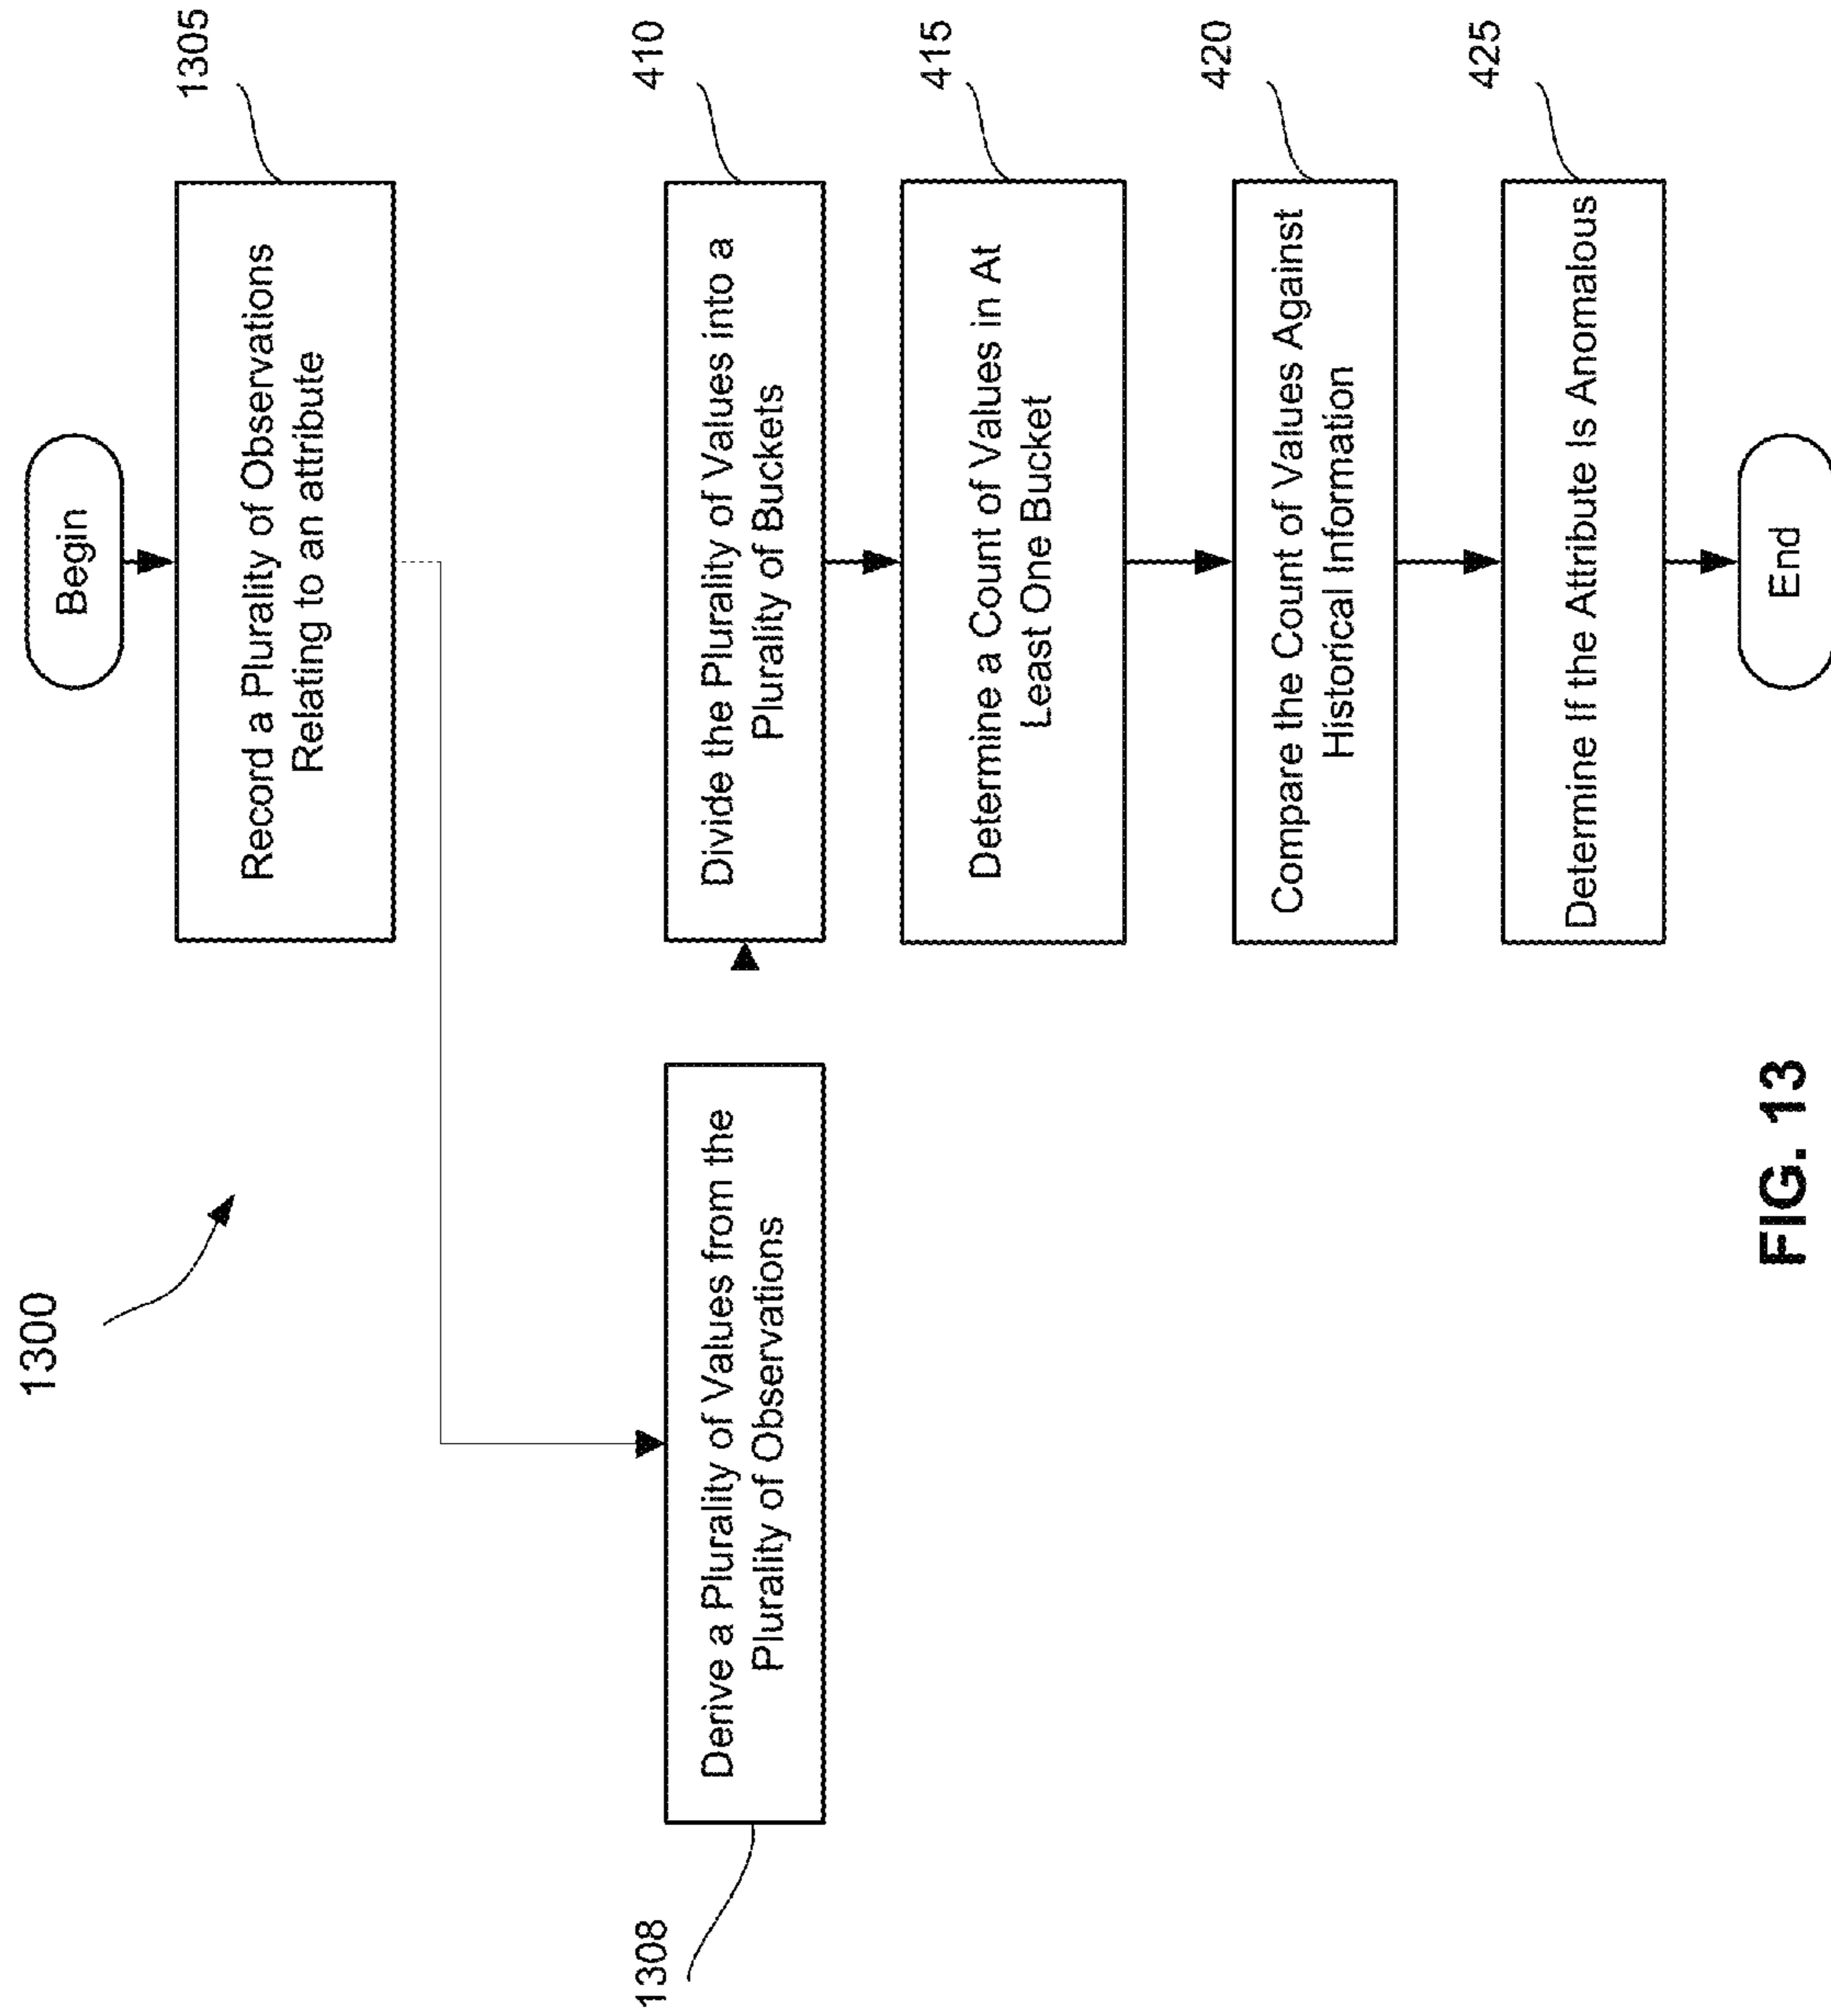 1300
Begin
1305
Record a Plurality of Observations
Relating to an attribute
1308
Derive a Plurality of Values from the
Plurality of Observations
410
Divide the Plurality of Values into a
Plurality of Buckets
415
Determine a Count of Values in At
Least One Bucket
420
Compare the Count of Values Against
Historical Information
425
Determine If the Attribute is Anomalous
End
FIG. 13